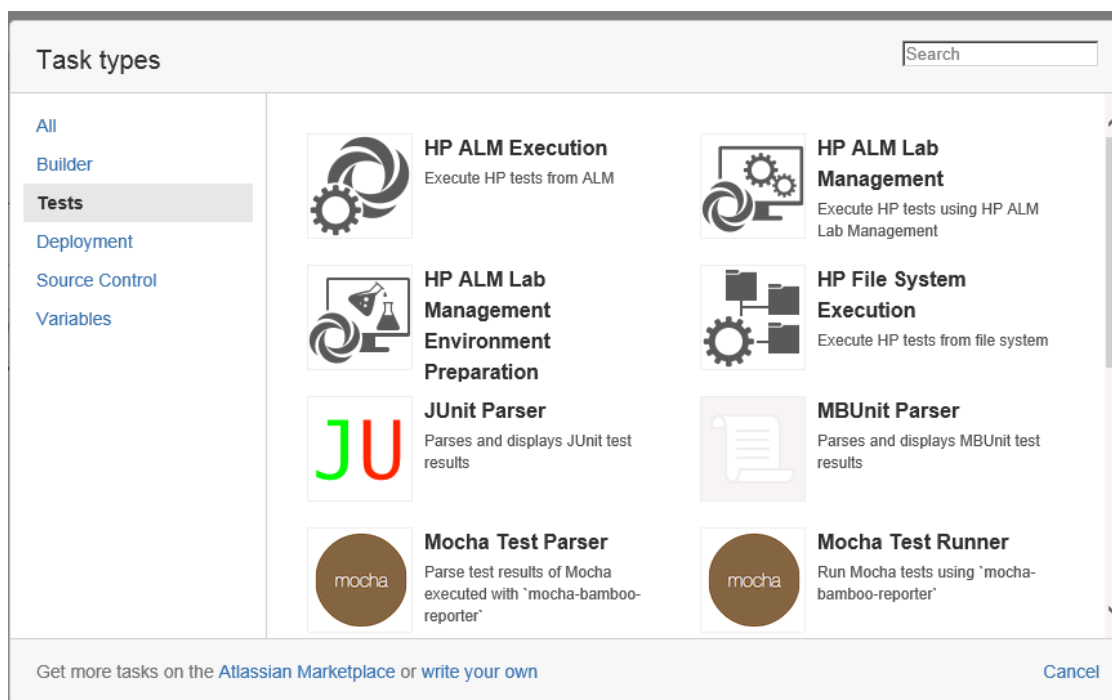 Task types
Search
All
Builder
Tests
Deployment
Source Control
Variables
HP ALM Execution
Execute HP tests from ALM
HP ALM Lab
Management
Execute HP tests using HP ALM
Lab Management
HP ALM Lab
Management
Environment
Preparation
HP File System
Execution
Execute HP tests from file system
JU
JUnit Parser
Parses and displays JUnit test
results
MBUnit Parser
Parses and displays MBUnit test
results
mocha
Mocha Test Parser
Parse test results of Mocha
executed with `mocha-bamboo-
reporter`
mocha
Mocha Test Runner
Run Mocha tests using `mocha-
bamboo-reporter`
Get more tasks on the Atlassian Marketplace or write your own
Cancel